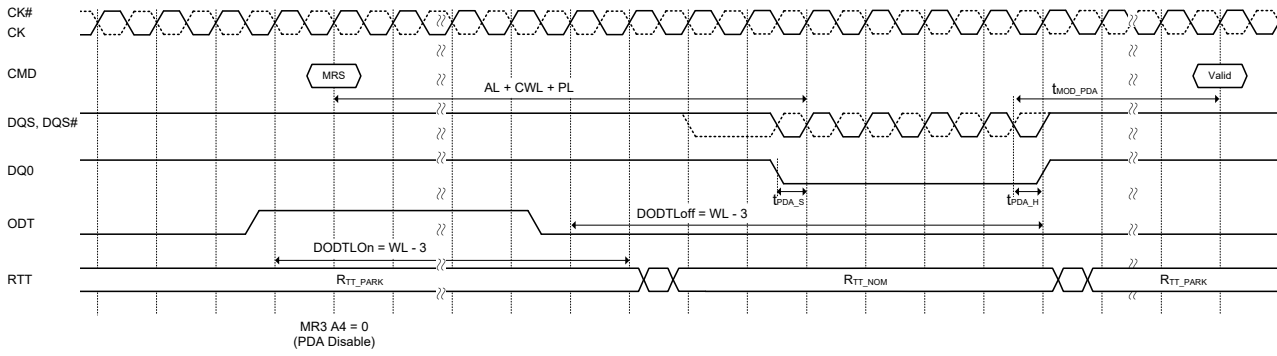 CK#
CK
CMD
MRS
Valid
AL + CWL + PL
tMOD_PDA
DQS, DQS#
DQ0
tPDA_S
tPDA_H
ODT
DODTLoff = WL - 3
DODTLOn = WL - 3
RTT
RTT_PARK
RTT_NOM
RTT_PARK
MR3 A4 = 0
(PDA Disable)